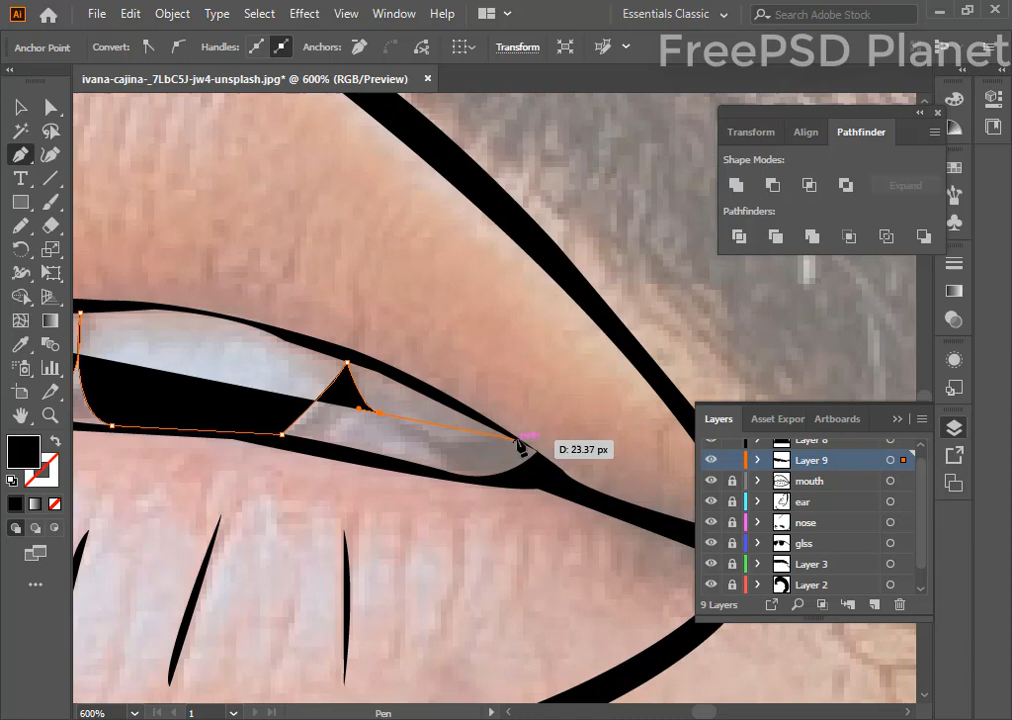 Ai
File Edit Object Type Select Effect View Window Help
Essentials Classic
Search Adobe Stock
Anchor Point Convert: Handles: Anchors: Transform
FreePSD Planet
ivana-cajina-_7LbC5J-jw4-unsplash.jpg* @ 600% (RGB/Preview)
Transform Align Pathfinder
Shape Modes:
Expand
Pathfinders:
D: 23.37 px
Layers Asset Expor Artboards
Layer 8
Layer 9
mouth
ear
nose
glss
Layer 3
Layer 2
9 Layers
600% 1 Pen